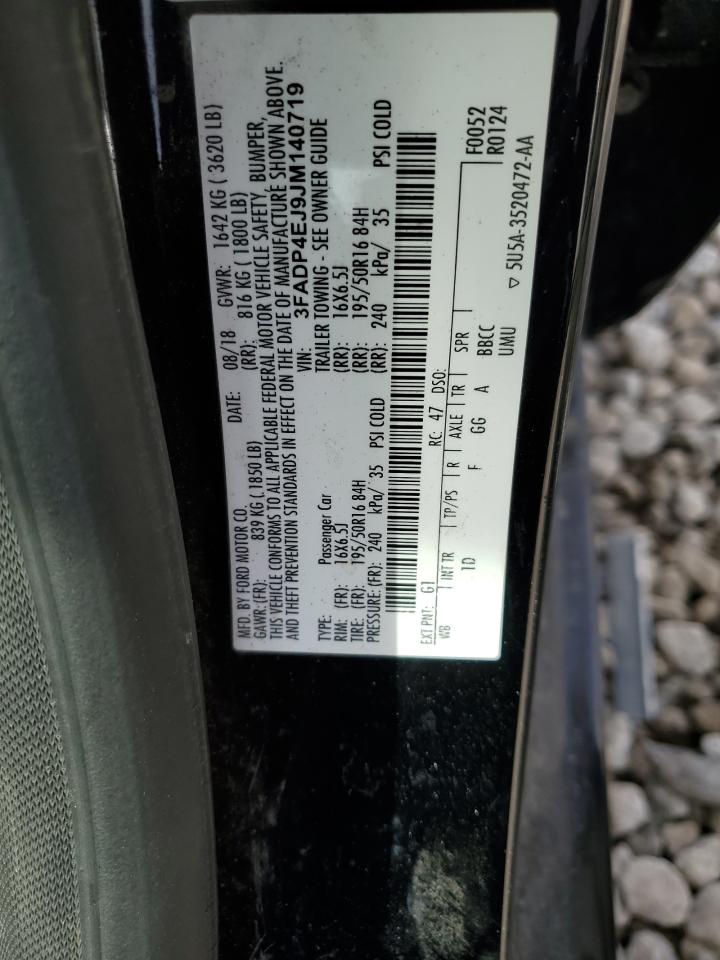 MFD. BY FORD MOTOR CO.
DATE: 08/18 GVWR: 1642 KG ( 3620 LB)
GAWR: (FR): 839 KG ( 1850 LB) (RR): 816 KG ( 1800 LB)
THIS VEHICLE CONFORMS TO ALL APPLICABLE FEDERAL MOTOR VEHICLE SAFETY, BUMPER,
AND THEFT PREVENTION STANDARDS IN EFFECT ON THE DATE OF MANUFACTURE SHOWN ABOVE.
VIN: 3FADP4EJ9JM140719
TYPE: Passenger Car TRAILER TOWING - SEE OWNER GUIDE
RIM: (FR): 16X6.5J (RR): 16X6.5J
TIRE: (FR): 195/50R16 84H (RR): 195/50R16 84H
PRESSURE: (FR): 240 kPa/ 35 PSI COLD (RR): 240 kPa/ 35 PSI COLD
EXT PNT: G1 RC: 47 DSO: F0052
WB INT TR TP/PS R AXLE TR SPR R0124
1D F GG A BBCC
UMU ▽ 5U5A-3520472-AA